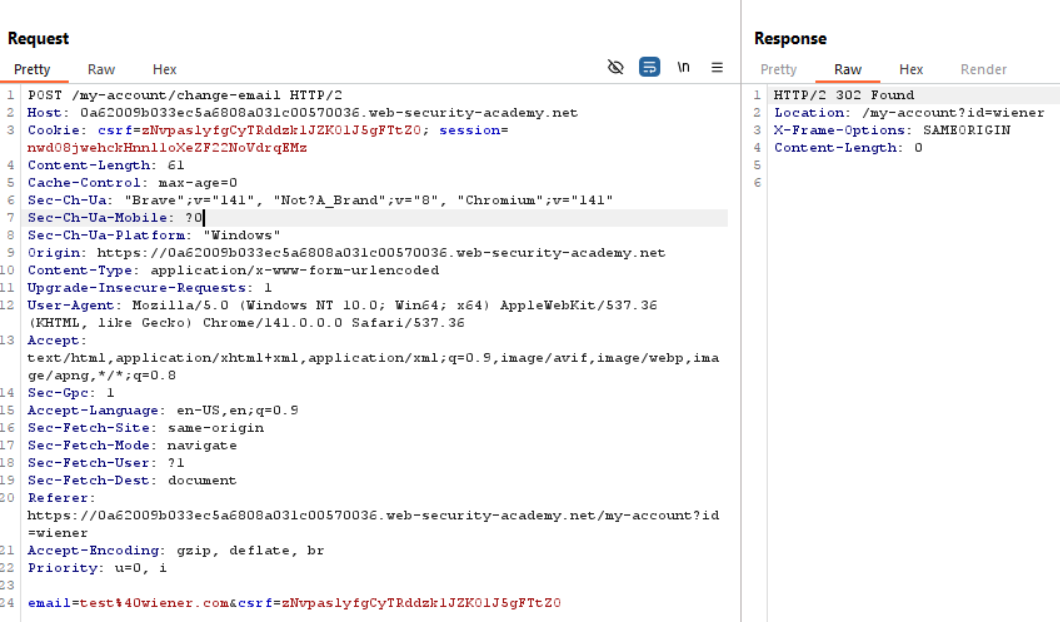 Request
Pretty Raw Hex \n
1 POST /my-account/change-email HTTP/2
2 Host: 0a62009b033ec5a6808a031c00570036.web-security-academy.net
3 Cookie: csrf=zNvpaslyfgCyTRddzk1JZK01J5gFTtZ0; session=
nwd08jwehckHnnl1oXeZF22NoVdrqEMz
4 Content-Length: 61
5 Cache-Control: max-age=0
6 Sec-Ch-Ua: "Brave";v="141", "Not?A_Brand";v="8", "Chromium";v="141"
7 Sec-Ch-Ua-Mobile: ?0
8 Sec-Ch-Ua-Platform: "Windows"
9 Origin: https://0a62009b033ec5a6808a031c00570036.web-security-academy.net
10 Content-Type: application/x-www-form-urlencoded
11 Upgrade-Insecure-Requests: 1
12 User-Agent: Mozilla/5.0 (Windows NT 10.0; Win64; x64) AppleWebKit/537.36
(KHTML, like Gecko) Chrome/141.0.0.0 Safari/537.36
13 Accept:
text/html,application/xhtml+xml,application/xml;q=0.9,image/avif,image/webp,ima
ge/apng,*/*;q=0.8
14 Sec-Gpc: 1
15 Accept-Language: en-US,en;q=0.9
16 Sec-Fetch-Site: same-origin
17 Sec-Fetch-Mode: navigate
18 Sec-Fetch-User: ?1
19 Sec-Fetch-Dest: document
20 Referer:
https://0a62009b033ec5a6808a031c00570036.web-security-academy.net/my-account?id
=wiener
21 Accept-Encoding: gzip, deflate, br
22 Priority: u=0, i
23
24 email=test%40wiener.com&csrf=zNvpaslyfgCyTRddzk1JZK01J5gFTtZ0
Response
Pretty Raw Hex Render
1 HTTP/2 302 Found
2 Location: /my-account?id=wiener
3 X-Frame-Options: SAMEORIGIN
4 Content-Length: 0
5
6